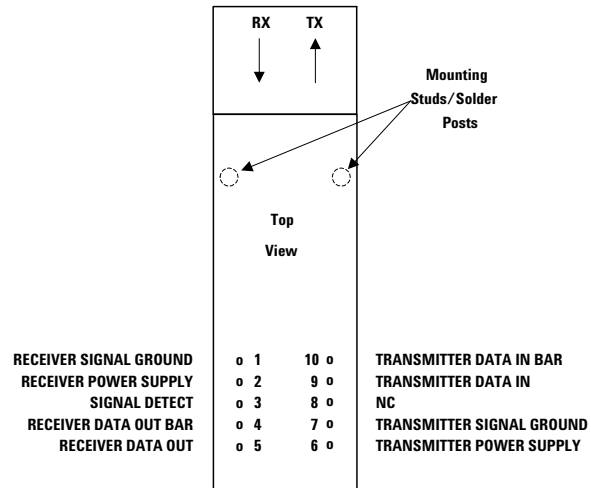 RX TX
Mounting
Studs/Solder
Posts
Top
View
RECEIVER SIGNAL GROUND o 1 10 o TRANSMITTER DATA IN BAR
RECEIVER POWER SUPPLY o 2 9 o TRANSMITTER DATA IN
SIGNAL DETECT o 3 8 o NC
RECEIVER DATA OUT BAR o 4 7 o TRANSMITTER SIGNAL GROUND
RECEIVER DATA OUT o 5 6 o TRANSMITTER POWER SUPPLY